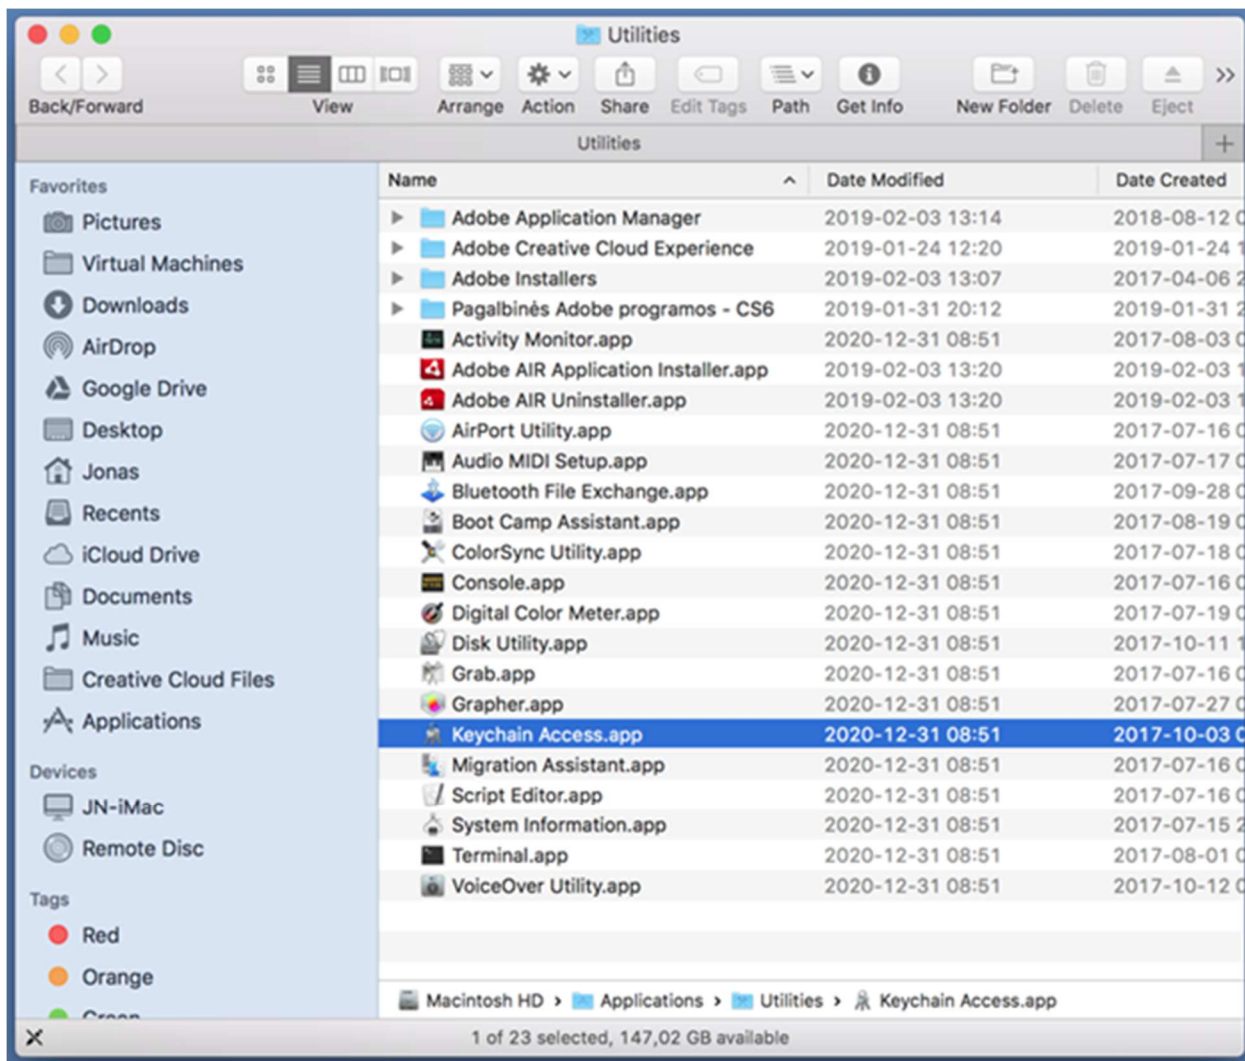 Utilities
Back/Forward View Arrange Action Share Edit Tags Path Get Info New Folder Delete Eject
Utilities
Favorites
Pictures
Virtual Machines
Downloads
AirDrop
Google Drive
Desktop
Jonas
Recents
iCloud Drive
Documents
Music
Creative Cloud Files
Applications
Devices
JN-iMac
Remote Disc
Tags
Red
Orange
Green
Name Date Modified Date Created
Adobe Application Manager 2019-02-03 13:14 2018-08-12
Adobe Creative Cloud Experience 2019-01-24 12:20 2019-01-24
Adobe Installers 2019-02-03 13:07 2017-04-06
Pagalbinės Adobe programos - CS6 2019-01-31 20:12 2019-01-31
Activity Monitor.app 2020-12-31 08:51 2017-08-03
Adobe AIR Application Installer.app 2019-02-03 13:20 2019-02-03
Adobe AIR Uninstaller.app 2019-02-03 13:20 2019-02-03
AirPort Utility.app 2020-12-31 08:51 2017-07-16
Audio MIDI Setup.app 2020-12-31 08:51 2017-07-17
Bluetooth File Exchange.app 2020-12-31 08:51 2017-09-28
Boot Camp Assistant.app 2020-12-31 08:51 2017-08-19
ColorSync Utility.app 2020-12-31 08:51 2017-07-18
Console.app 2020-12-31 08:51 2017-07-16
Digital Color Meter.app 2020-12-31 08:51 2017-07-19
Disk Utility.app 2020-12-31 08:51 2017-10-11
Grab.app 2020-12-31 08:51 2017-07-16
Grapher.app 2020-12-31 08:51 2017-07-27
Keychain Access.app 2020-12-31 08:51 2017-10-03
Migration Assistant.app 2020-12-31 08:51 2017-07-16
Script Editor.app 2020-12-31 08:51 2017-07-16
System Information.app 2020-12-31 08:51 2017-07-15
Terminal.app 2020-12-31 08:51 2017-08-01
VoiceOver Utility.app 2020-12-31 08:51 2017-10-12
Macintosh HD › Applications › Utilities › Keychain Access.app
1 of 23 selected, 147,02 GB available